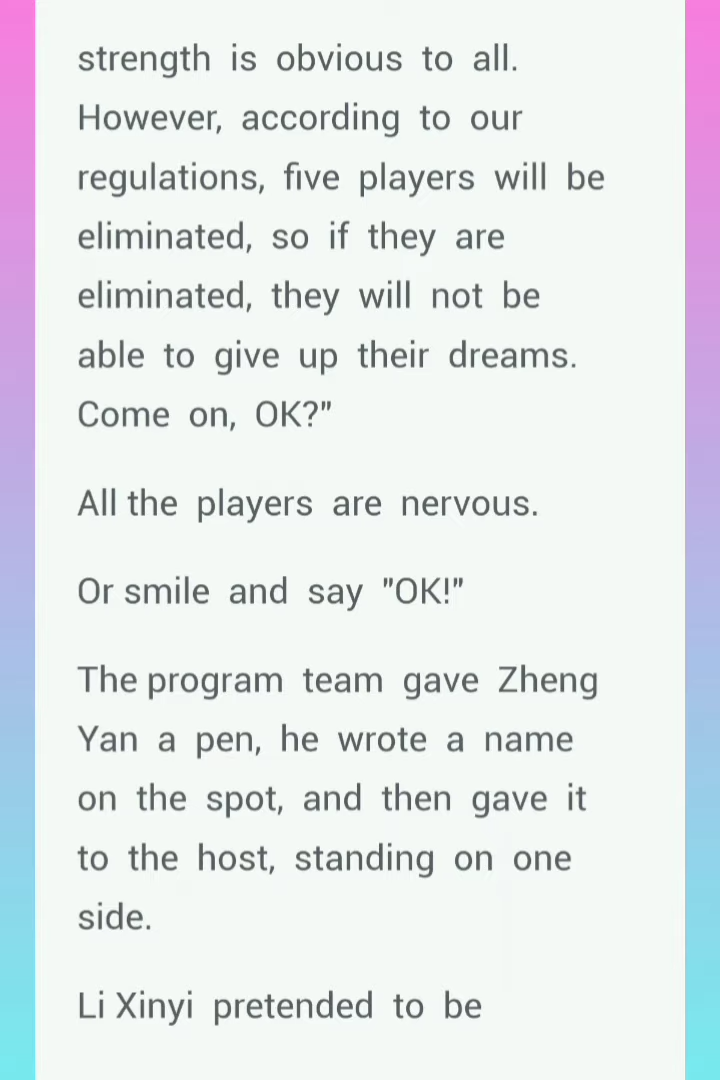 strength is obvious to all.
However, according to our
regulations, five players will be
eliminated, so if they are
eliminated, they will not be
able to give up their dreams.
Come on, OK?"
All the players are nervous.
Or smile and say "OK!"
The program team gave Zheng
Yan a pen, he wrote a name
on the spot, and then gave it
to the host, standing on one
side.
Li Xinyi pretended to be